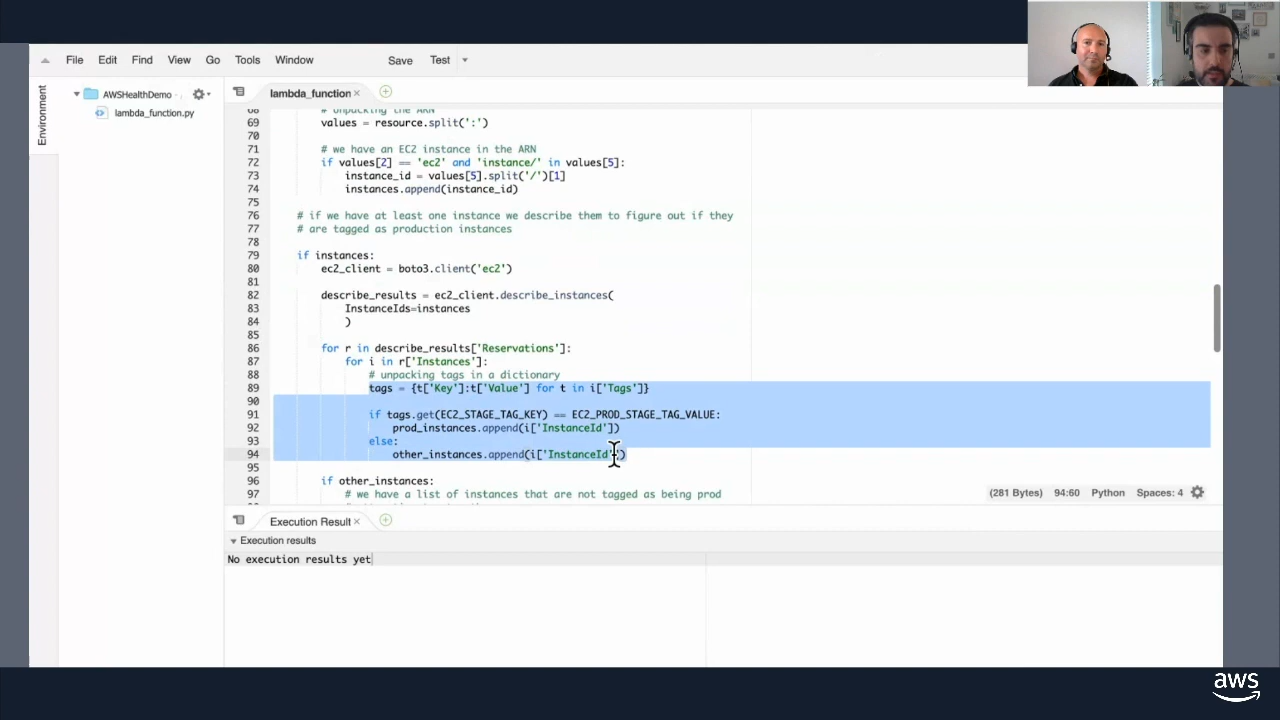 File Edit Find View Go Tools Window Save Test
Environment
AWSHealthDemo
lambda_function.py
lambda_function
68 # unpacking the ARN
69 values = resource.split(':')
70
71 # we have an EC2 instance in the ARN
72 if values[2] == 'ec2' and 'instance/' in values[5]:
73 instance_id = values[5].split('/')[1]
74 instances.append(instance_id)
75
76 # if we have at least one instance we describe them to figure out if they
77 # are tagged as production instances
78
79 if instances:
80 ec2_client = boto3.client('ec2')
81
82 describe_results = ec2_client.describe_instances(
83 InstanceIds=instances
84 )
85
86 for r in describe_results['Reservations']:
87 for i in r['Instances']:
88 # unpacking tags in a dictionary
89 tags = {t['Key']:t['Value'] for t in i['Tags']}
90
91 if tags.get(EC2_STAGE_TAG_KEY) == EC2_PROD_STAGE_TAG_VALUE:
92 prod_instances.append(i['InstanceId'])
93 else:
94 other_instances.append(i['InstanceId'])
95
96 if other_instances:
97 # we have a list of instances that are not tagged as being prod
(281 Bytes) 94:60 Python Spaces: 4
Execution Result
Execution results
No execution results yet
aws